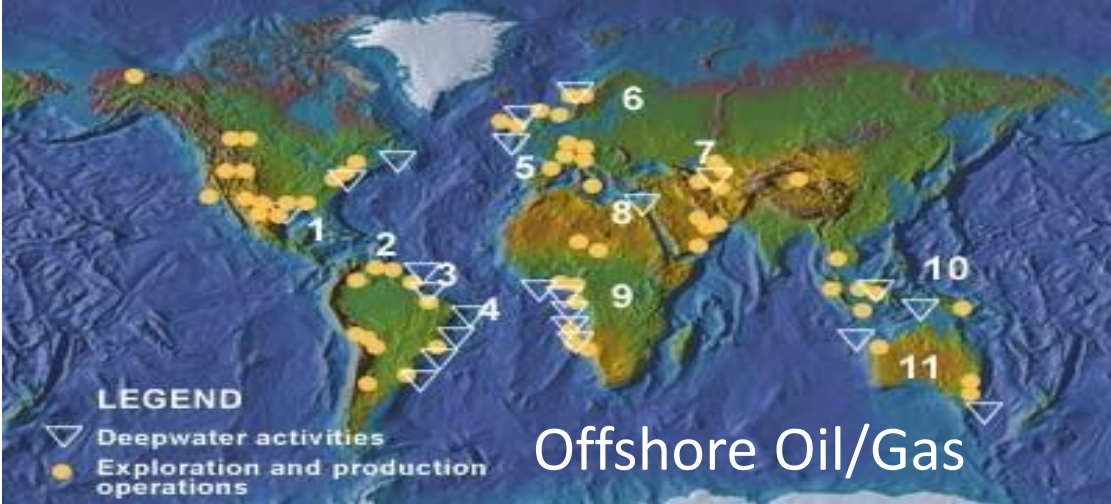 6
7
5
8
1
2
3
10
9
4
11
LEGEND
Deepwater activities
Exploration and production
operations
Offshore Oil/Gas